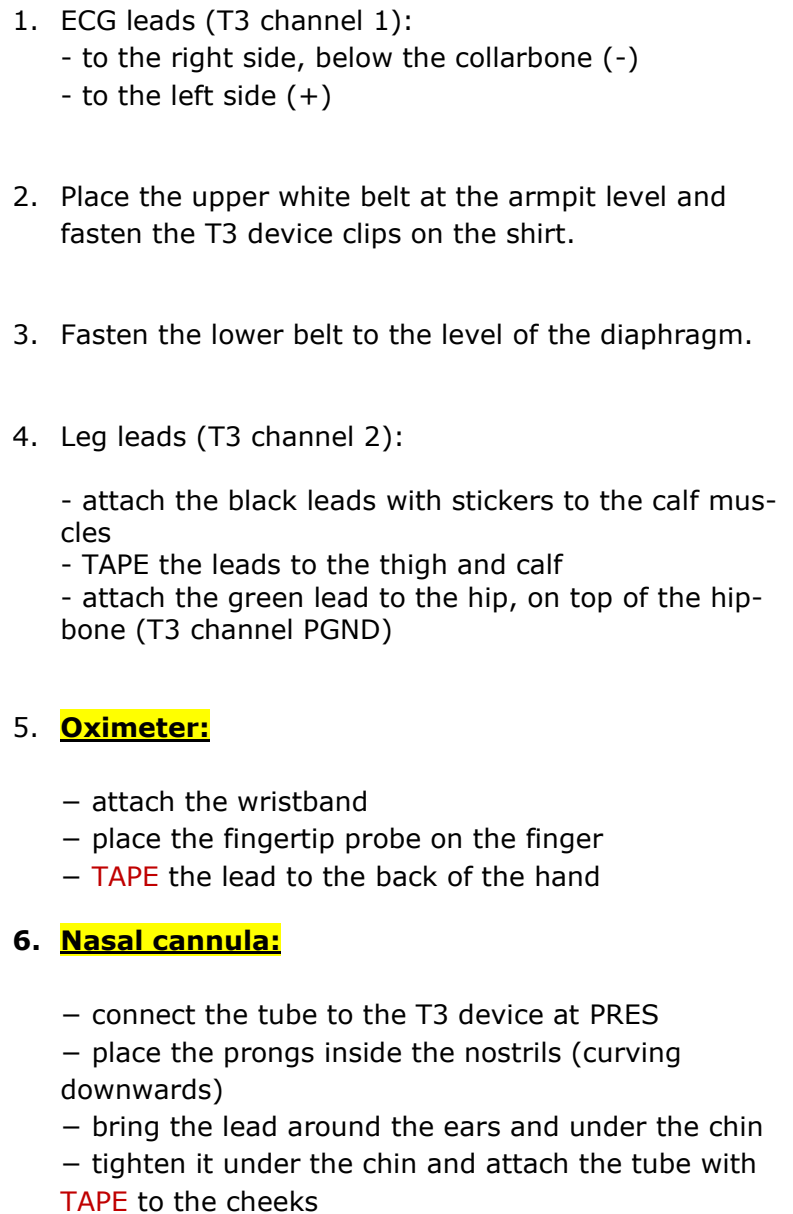 1. ECG leads (T3 channel 1):
- to the right side, below the collarbone (-)
- to the left side (+)
2. Place the upper white belt at the armpit level and
fasten the T3 device clips on the shirt.
3. Fasten the lower belt to the level of the diaphragm.
4. Leg leads (T3 channel 2):
- attach the black leads with stickers to the calf mus-
cles
- TAPE the leads to the thigh and calf
- attach the green lead to the hip, on top of the hip-
bone (T3 channel PGND)
5. Oximeter:
− attach the wristband
− place the fingertip probe on the finger
− TAPE the lead to the back of the hand
6. Nasal cannula:
− connect the tube to the T3 device at PRES
− place the prongs inside the nostrils (curving
downwards)
− bring the lead around the ears and under the chin
− tighten it under the chin and attach the tube with
TAPE to the cheeks